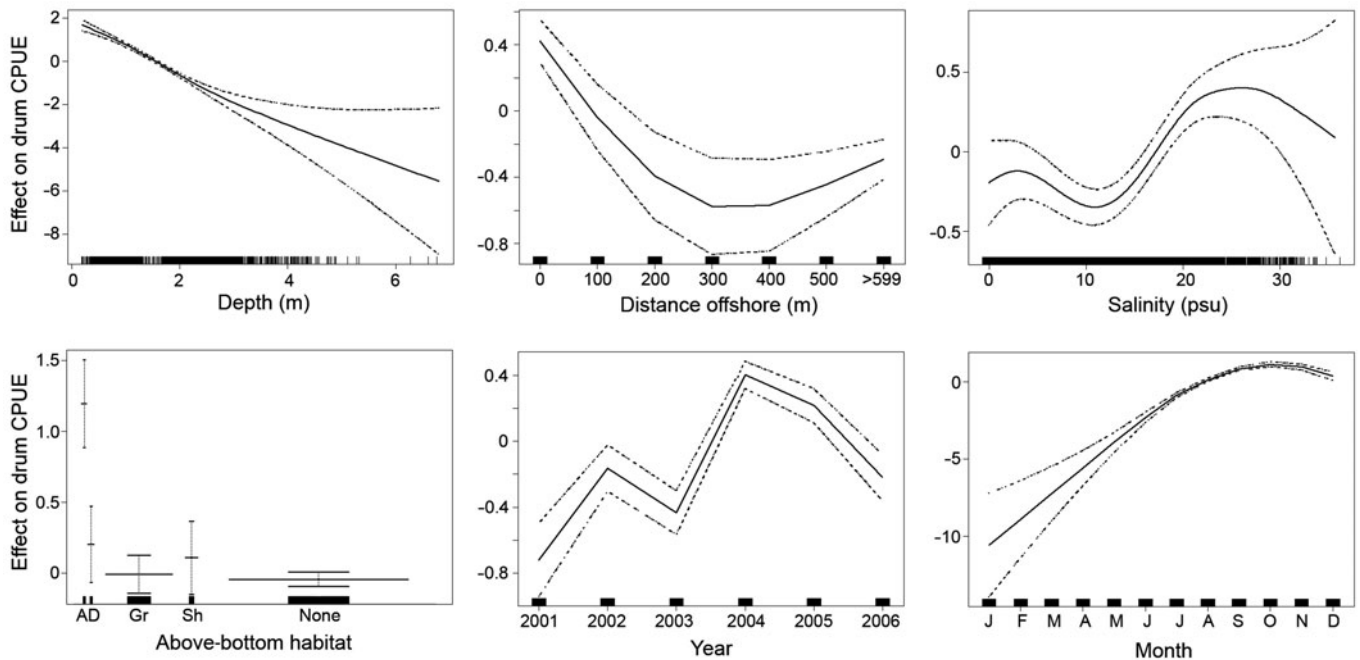 Effect on drum CPUE
2
0
-2
-4
-6
-8
0 2 4 6
Depth (m)
0.4
0
-0.4
-0.8
0 100 200 300 400 500 >599
Distance offshore (m)
0.5
0
-0.5
0 10 20 30
Salinity (psu)
Effect on drum CPUE
1.5
1.0
0.5
0
AD Gr Sh None
Above-bottom habitat
0.4
0
-0.4
-0.8
2001 2002 2003 2004 2005 2006
Year
0
-5
-10
J F M A M J J A S O N D
Month